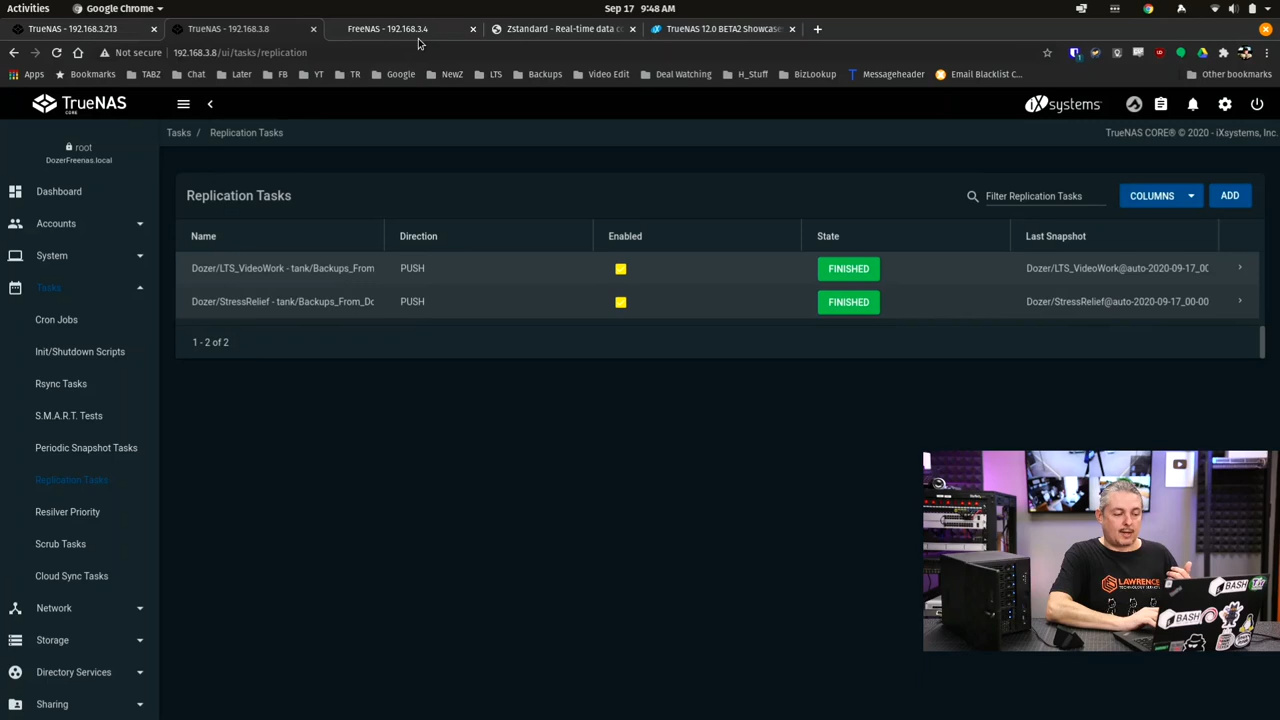 Activities
Google Chrome
Sep 17 9:48 AM
TrueNAS - 192.168.3.213
TrueNAS - 192.168.3.8
FreeNAS - 192.168.3.4
Zstandard - Real-time data co
TrueNAS 12.0 BETA2 Showcase
Not secure
192.168.3.8/ui/tasks/replication
Apps
Bookmarks
TABZ
Chat
Later
FB
YT
TR
Google
NewZ
LTS
Backups
Video Edit
Deal Watching
H_Stuff
BizLookup
Messageheader
Email Blacklist C...
Other bookmarks
TrueNAS
CORE
iXsystems
root
DozerFreenas.local
Tasks / Replication Tasks
TrueNAS CORE® © 2020 - iXsystems, Inc.
Dashboard
Accounts
System
Tasks
Cron Jobs
Init/Shutdown Scripts
Rsync Tasks
S.M.A.R.T. Tests
Periodic Snapshot Tasks
Replication Tasks
Resilver Priority
Scrub Tasks
Cloud Sync Tasks
Network
Storage
Directory Services
Sharing
Replication Tasks
Filter Replication Tasks
COLUMNS
ADD
Name Direction Enabled State Last Snapshot
Dozer/LTS_VideoWork - tank/Backups_From PUSH FINISHED Dozer/LTS_VideoWork@auto-2020-09-17_00
Dozer/StressRelief - tank/Backups_From_Dc PUSH FINISHED Dozer/StressRelief@auto-2020-09-17_00-00
1 - 2 of 2
LAWRENCE
BASH
BASH